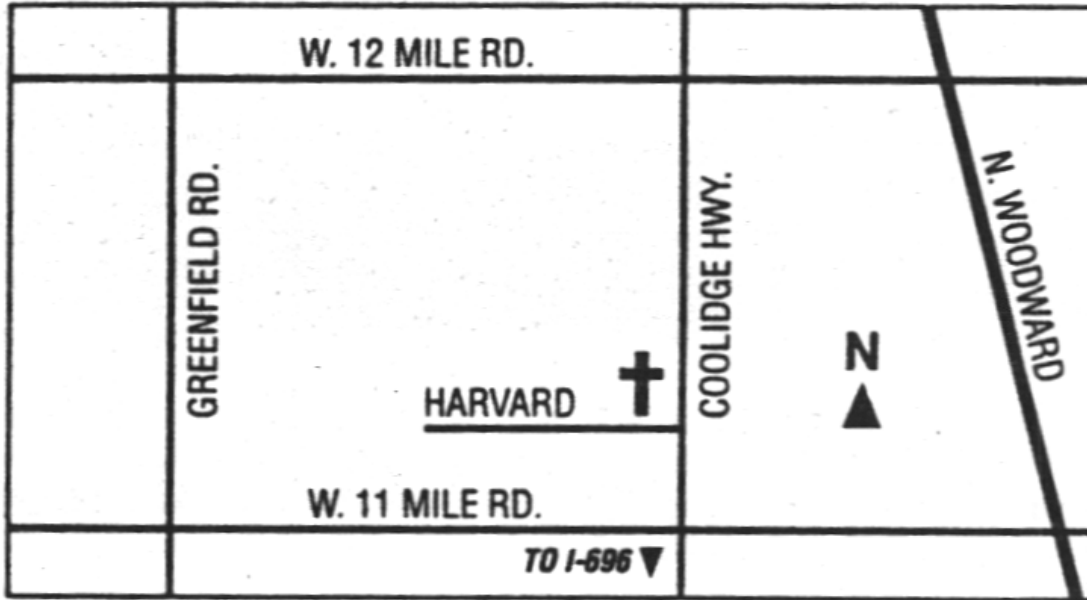 W. 12 MILE RD.
GREENFIELD RD.
COOLIDGE HWY.
N. WOODWARD
N
HARVARD
W. 11 MILE RD.
TO I-696